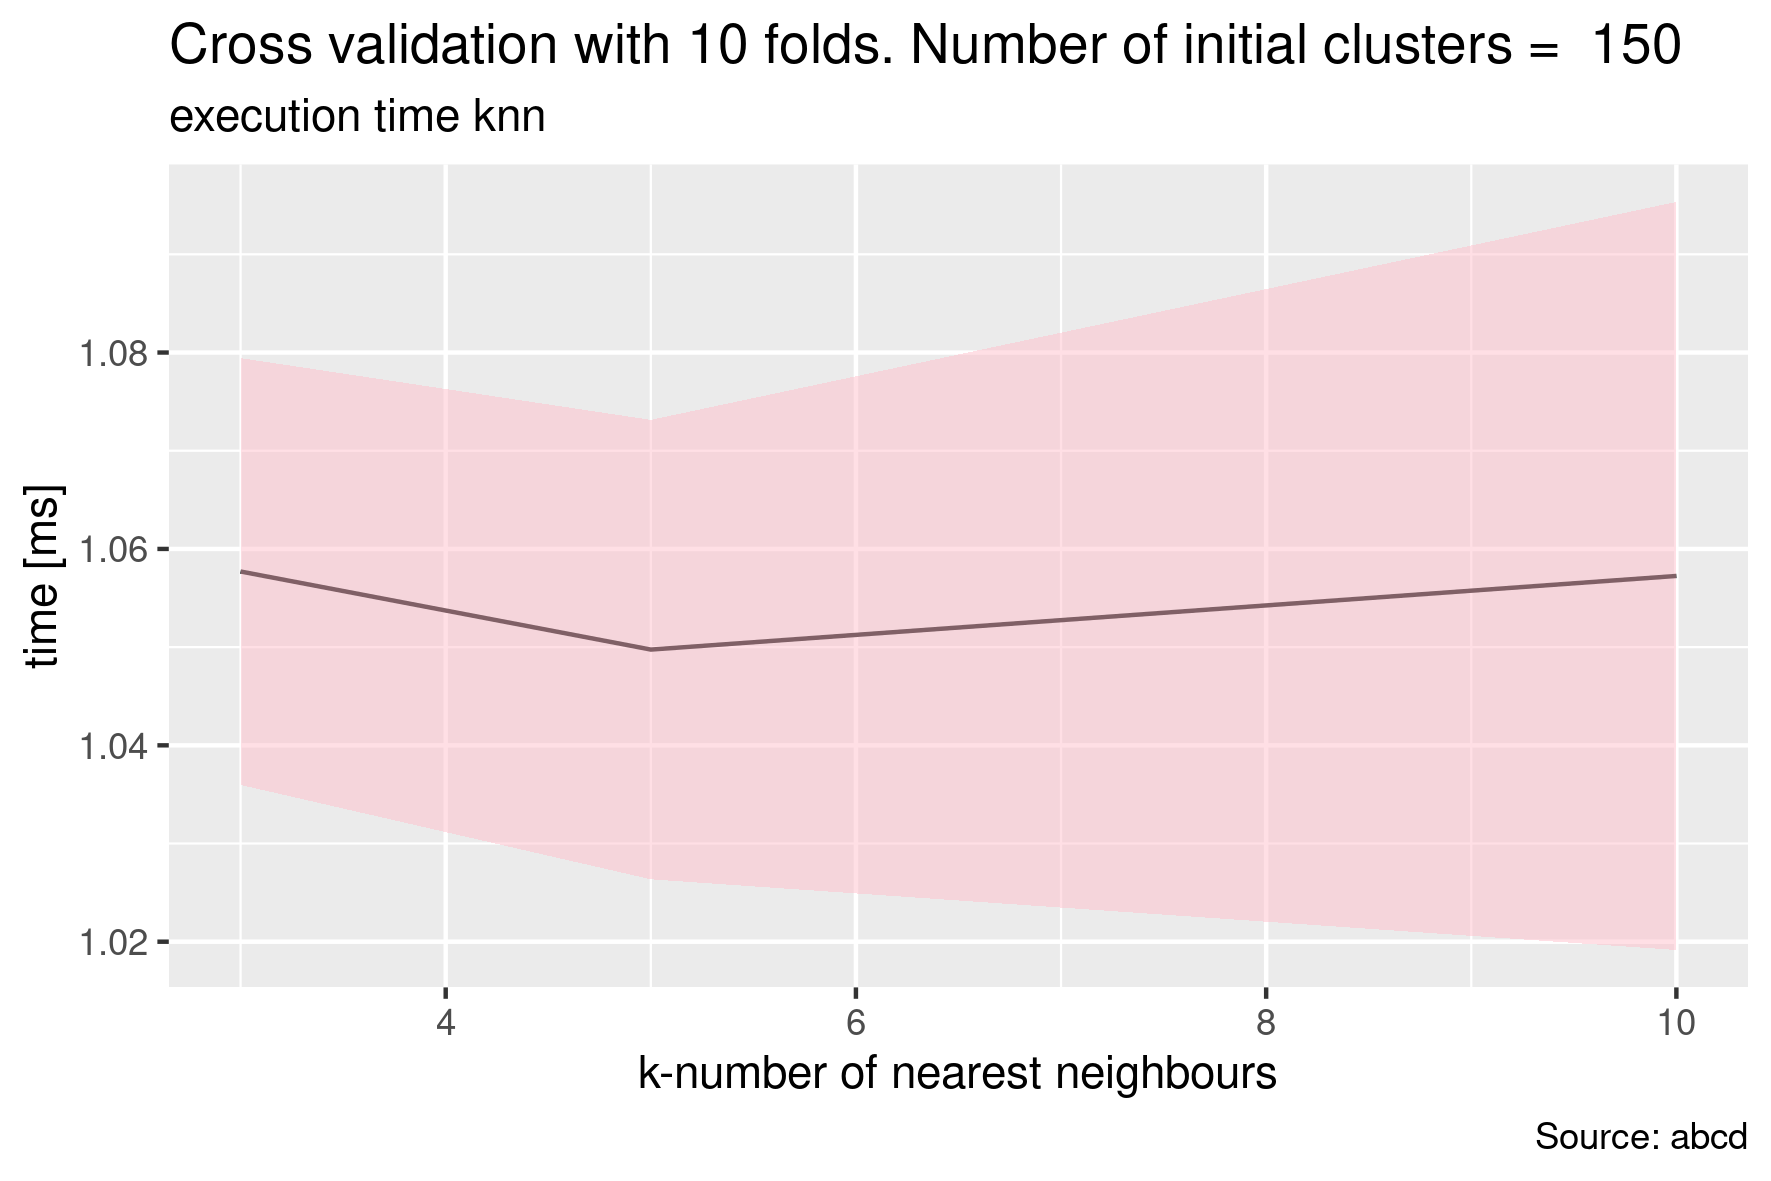 Cross validation with 10 folds. Number of initial clusters =  150
execution time knn
time [ms]
1.08
1.06
1.04
1.02
4 6 8 10
k-number of nearest neighbours
Source: abcd